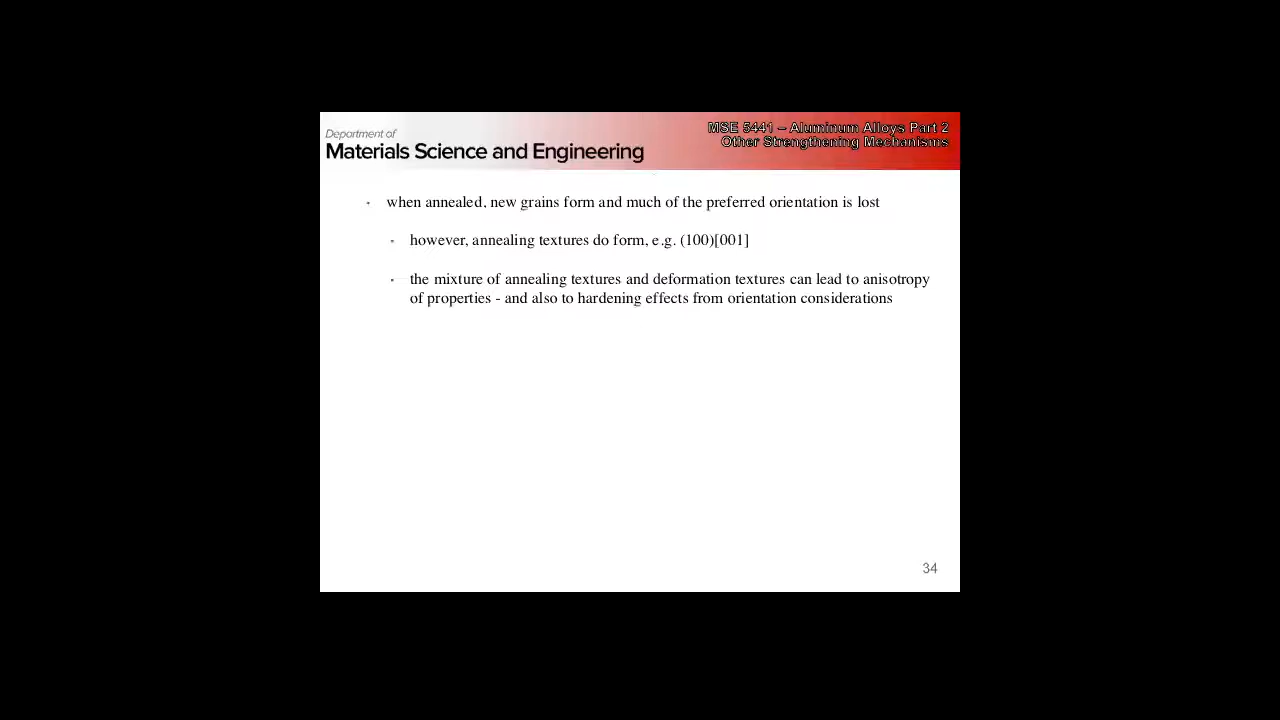 Department of
Materials Science and Engineering
MSE 5441 – Aluminum Alloys Part 2
Other Strengthening Mechanisms
- when annealed, new grains form and much of the preferred orientation is lost
- however, annealing textures do form, e.g. (100)[001]
- the mixture of annealing textures and deformation textures can lead to anisotropy
of properties - and also to hardening effects from orientation considerations
34